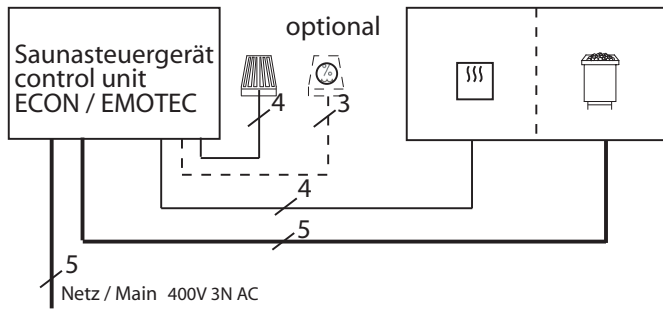 optional
Saunasteuergerät
control unit
ECON / EMOTEC
4
3
4
5
5
Netz / Main 400V 3N AC